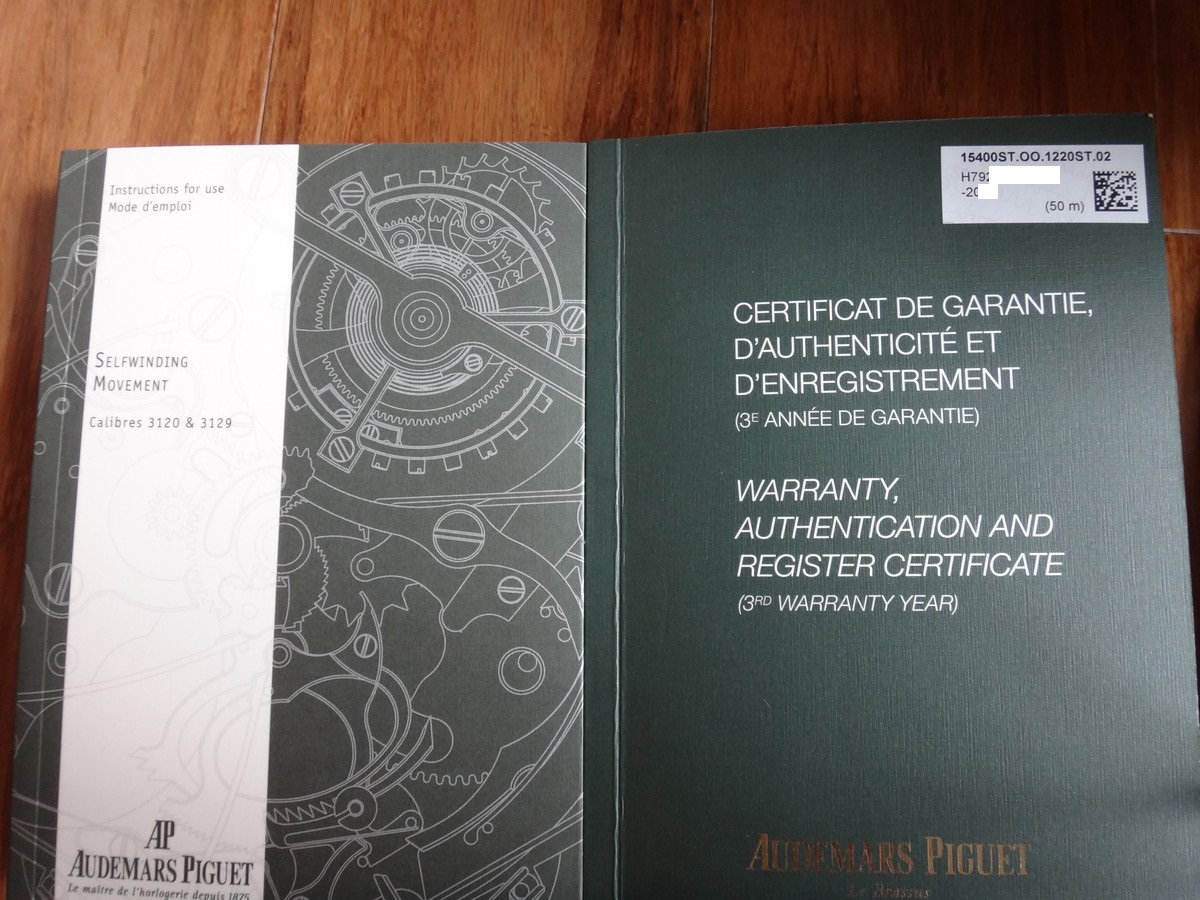 Instructions for use
Mode d'emploi
SELFWINDING
MOVEMENT
Calibres 3120 & 3129
AP
AUDEMARS PIGUET
Le maître de l'horlogerie depuis 1875
15400ST.OO.1220ST.02
H792
-20
(50 m)
CERTIFICAT DE GARANTIE,
D'AUTHENTICITÉ ET
D'ENREGISTREMENT
(3E ANNÉE DE GARANTIE)
WARRANTY,
AUTHENTICATION AND
REGISTER CERTIFICATE
(3RD WARRANTY YEAR)
AUDEMARS PIGUET
Le Brassus